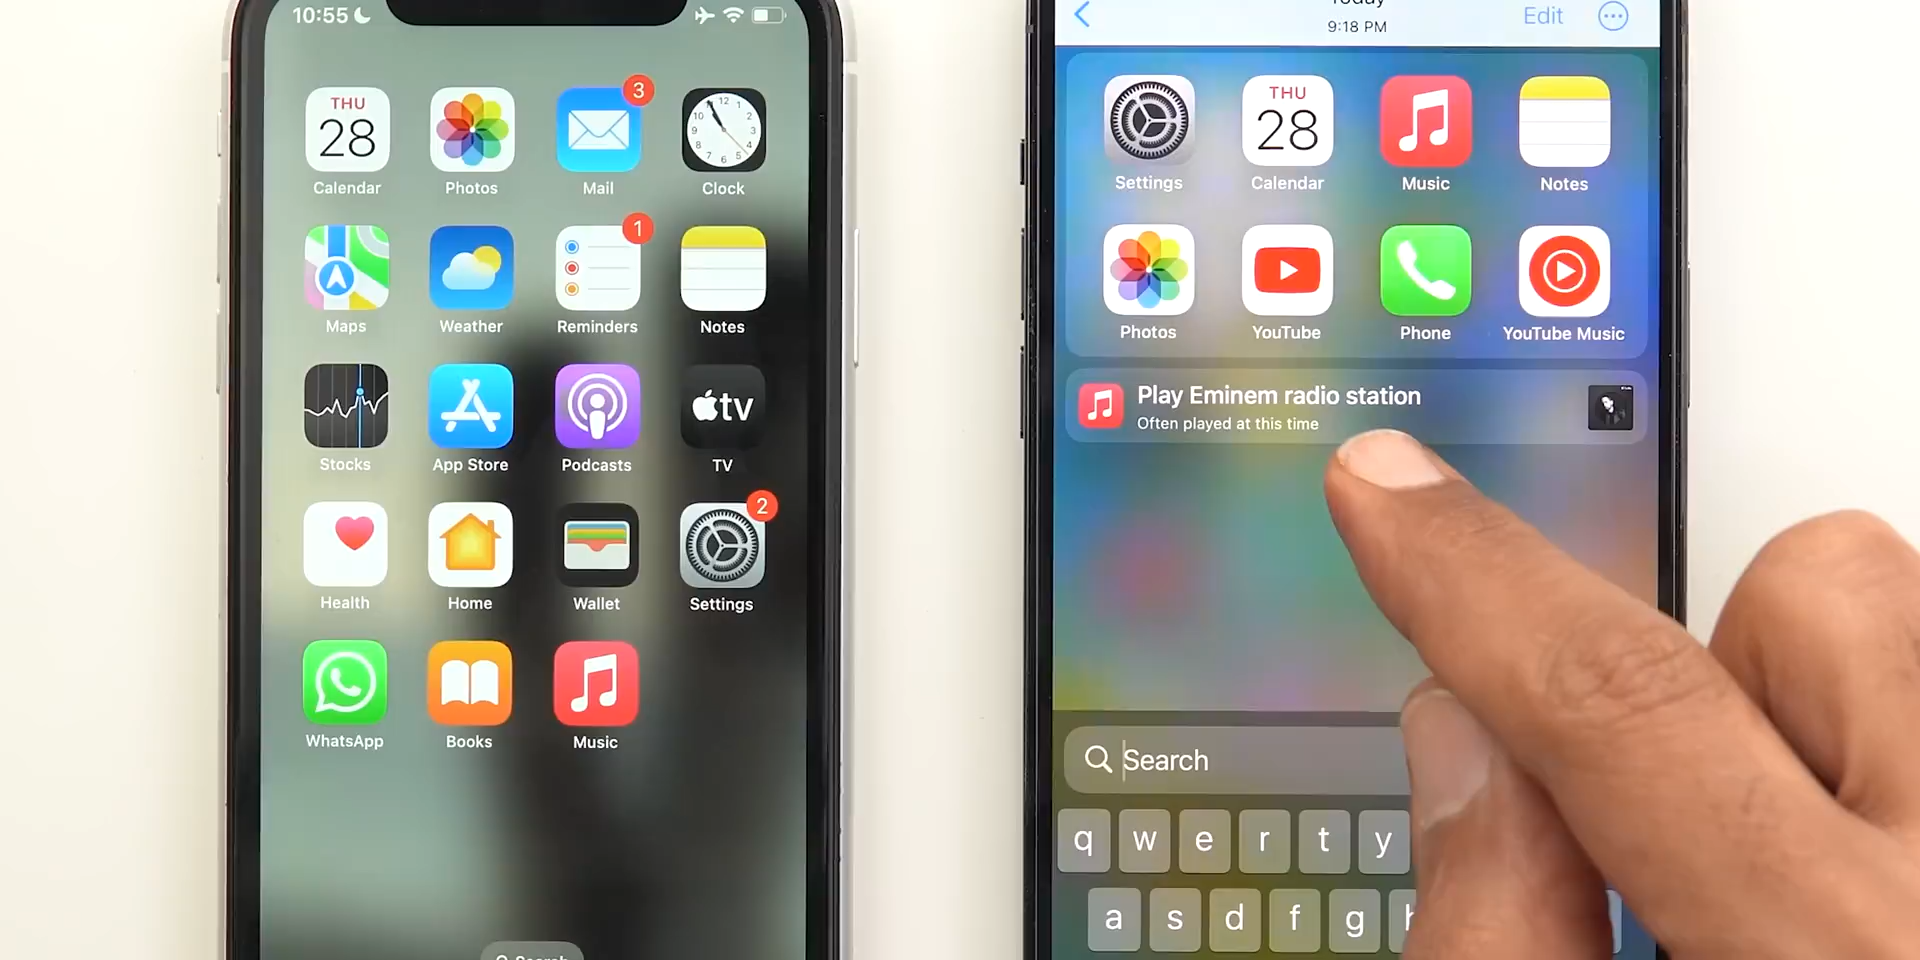 10:55
THU
28
Calendar
Photos
3
Mail
Clock
Maps
Weather
1
Reminders
Notes
Stocks
App Store
Podcasts
tv
TV
Health
Home
Wallet
2
Settings
WhatsApp
Books
Music
Search
Today
9:18 PM
Edit
Settings
THU
28
Calendar
Music
Notes
Photos
YouTube
Phone
YouTube Music
Play Eminem radio station
Often played at this time
Search
q w e r t y
a s d f g h